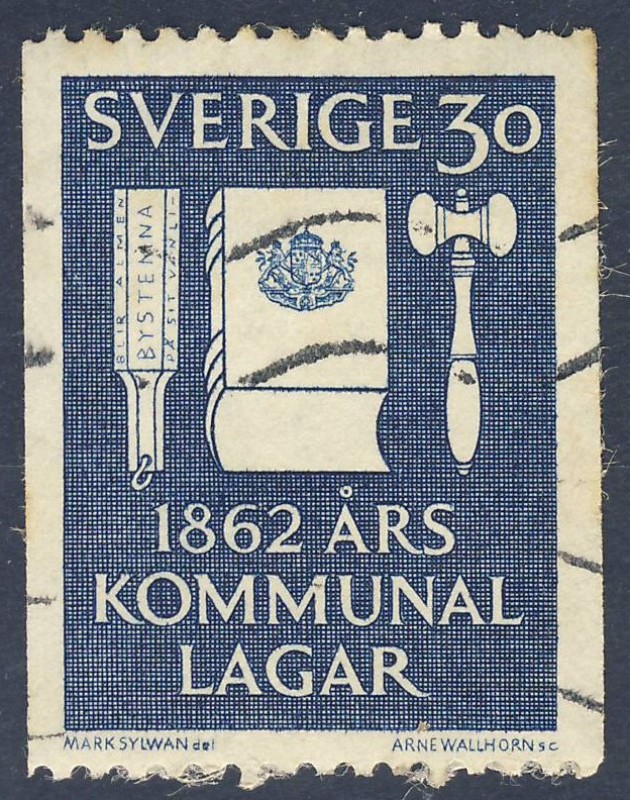 SVERIGE 30
BLIR ALMEN
BYSTEMNA
PÅ SIT VANLI-
1862 ÅRS
KOMMUNAL
LAGAR
MARK SYLWAN del
ARNE WALLHORN sc